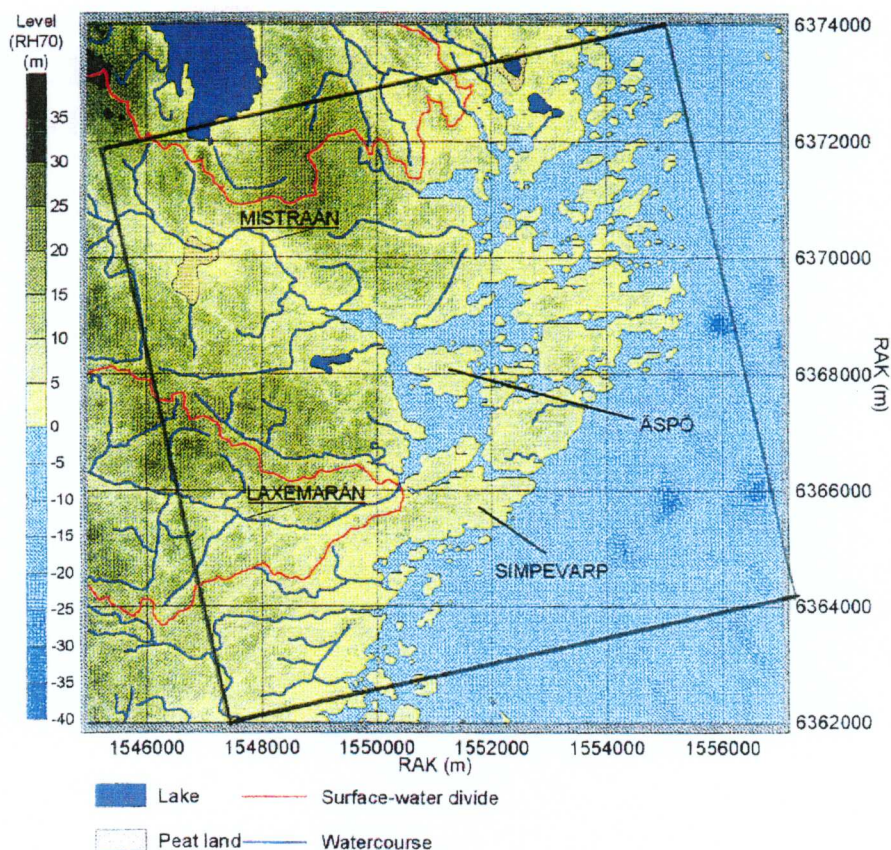 Level
(RH70)
(m)
35
30
25
20
15
10
5
0
-5
-10
-15
-20
-25
-30
-35
-40
MISTRAÅN
ÄSPÖ
LAXEMARÅN
SIMPEVARP
6374000
6372000
6370000
6368000
6366000
6364000
6362000
RAK (m)
1546000 1548000 1550000 1552000 1554000 1556000
RAK (m)
Lake Surface-water divide
Peat land Watercourse